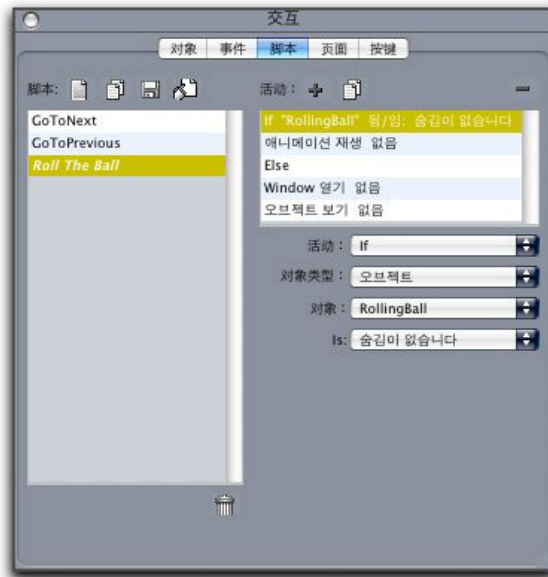 交互
对象 事件 脚本 页面 按键
脚本:
活动：
GoToNext
GoToPrevious
Roll The Ball
If "RollingBall" 됨/임: 숨김이 없습니다
애니메이션 재생 없음
Else
Window 열기 없음
오브젝트 보기 없음
活动： If
对象类型： 오브젝트
对象： RollingBall
Is: 숨김이 없습니다